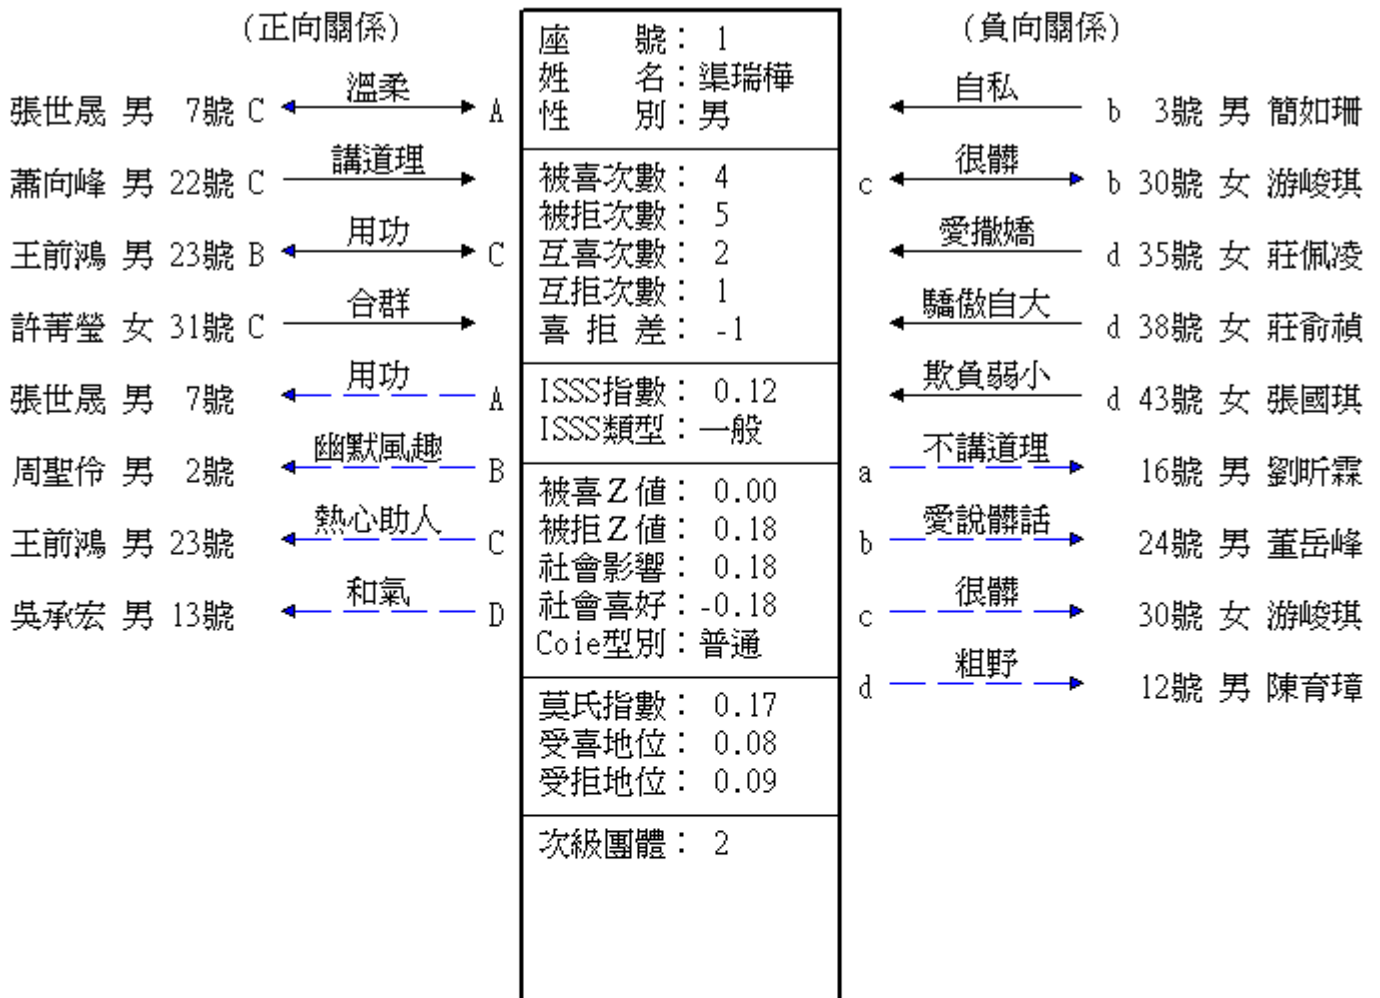 (正向關係)
張世晟 男 7號 C 溫柔 A
蕭向峰 男 22號 C 講道理
王前鴻 男 23號 B 用功 C
許菁瑩 女 31號 C 合群
張世晟 男 7號 用功 A
周聖伶 男 2號 幽默風趣 B
王前鴻 男 23號 熱心助人 C
吳承宏 男 13號 和氣 D
座 號： 1
姓 名：渠瑞樺
性 別：男
被喜次數： 4
被拒次數： 5
互喜次數： 2
互拒次數： 1
喜 拒 差： -1
ISSS指數： 0.12
ISSS類型：一般
被喜Ｚ值： 0.00
被拒Ｚ值： 0.18
社會影響： 0.18
社會喜好：-0.18
Coie型別：普通
莫氏指數： 0.17
受喜地位： 0.08
受拒地位： 0.09
次級團體： 2
(負向關係)
自私 b 3號 男 簡如珊
c 很髒 b 30號 女 游峻琪
愛撒嬌 d 35號 女 莊佩凌
驕傲自大 d 38號 女 莊俞禎
欺負弱小 d 43號 女 張國琪
a 不講道理 16號 男 劉昕霖
b 愛說髒話 24號 男 董岳峰
c 很髒 30號 女 游峻琪
d 粗野 12號 男 陳育璋